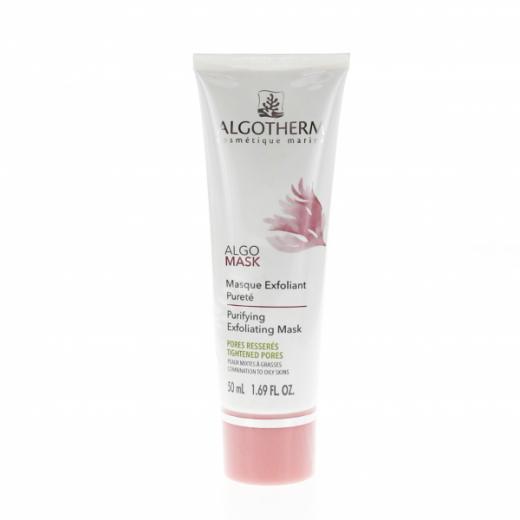 ALGOTHERM
cosmétique marine
ALGO
MASK
Masque Exfoliant
Pureté
Purifying
Exfoliating Mask
PORES RESSERÉS
TIGHTENED PORES
PEAUX MIXTES À GRASSES
COMBINATION TO OILY SKINS
50 mL 1.69 FL. OZ.